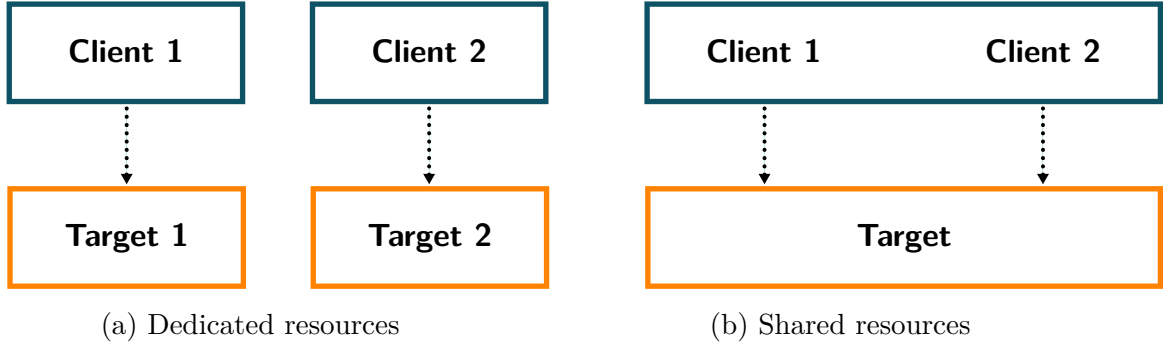 Client 1
Client 2
Target 1
Target 2
(a) Dedicated resources
Client 1
Client 2
Target
(b) Shared resources